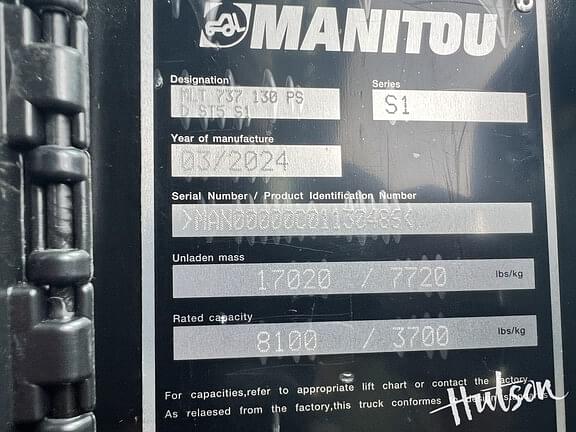 MANITOU
Designation
MLT 737 130 PS
D ST5 S1
Series
S1
Year of manufacture
03/2024
Serial Number / Product Identification Number
Unladen mass
17020 / 7720 lbs/kg
Rated capacity
8100 / 3700 lbs/kg
For capacities,refer to appropriate lift chart or contact the factory
As relaesed from the factory,this truck conformes
Hutson